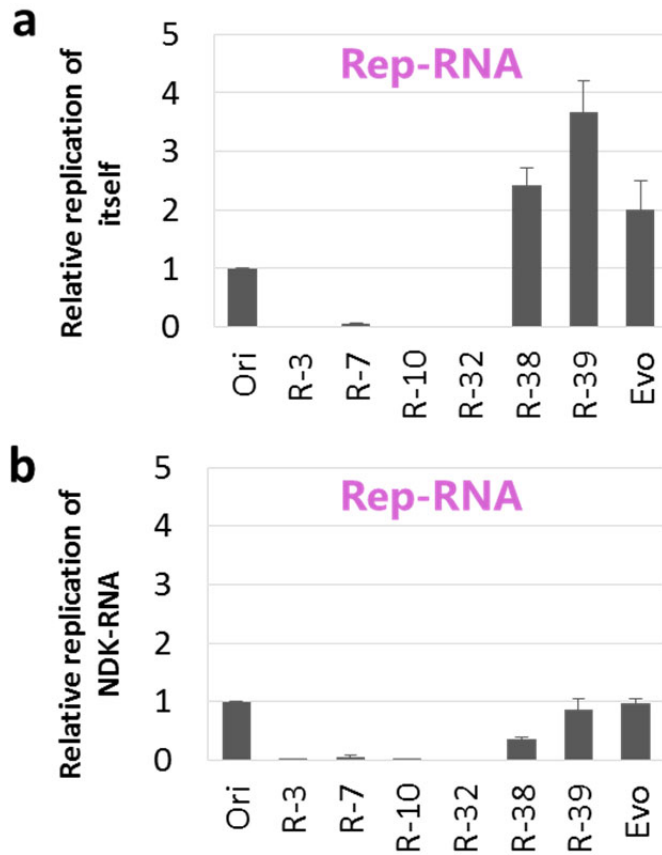 a
Relative replication of
itself
Rep-RNA
5
4
3
2
1
0
Ori
R-3
R-7
R-10
R-32
R-38
R-39
Evo
b
Relative replication of
NDK-RNA
Rep-RNA
5
4
3
2
1
0
Ori
R-3
R-7
R-10
R-32
R-38
R-39
Evo